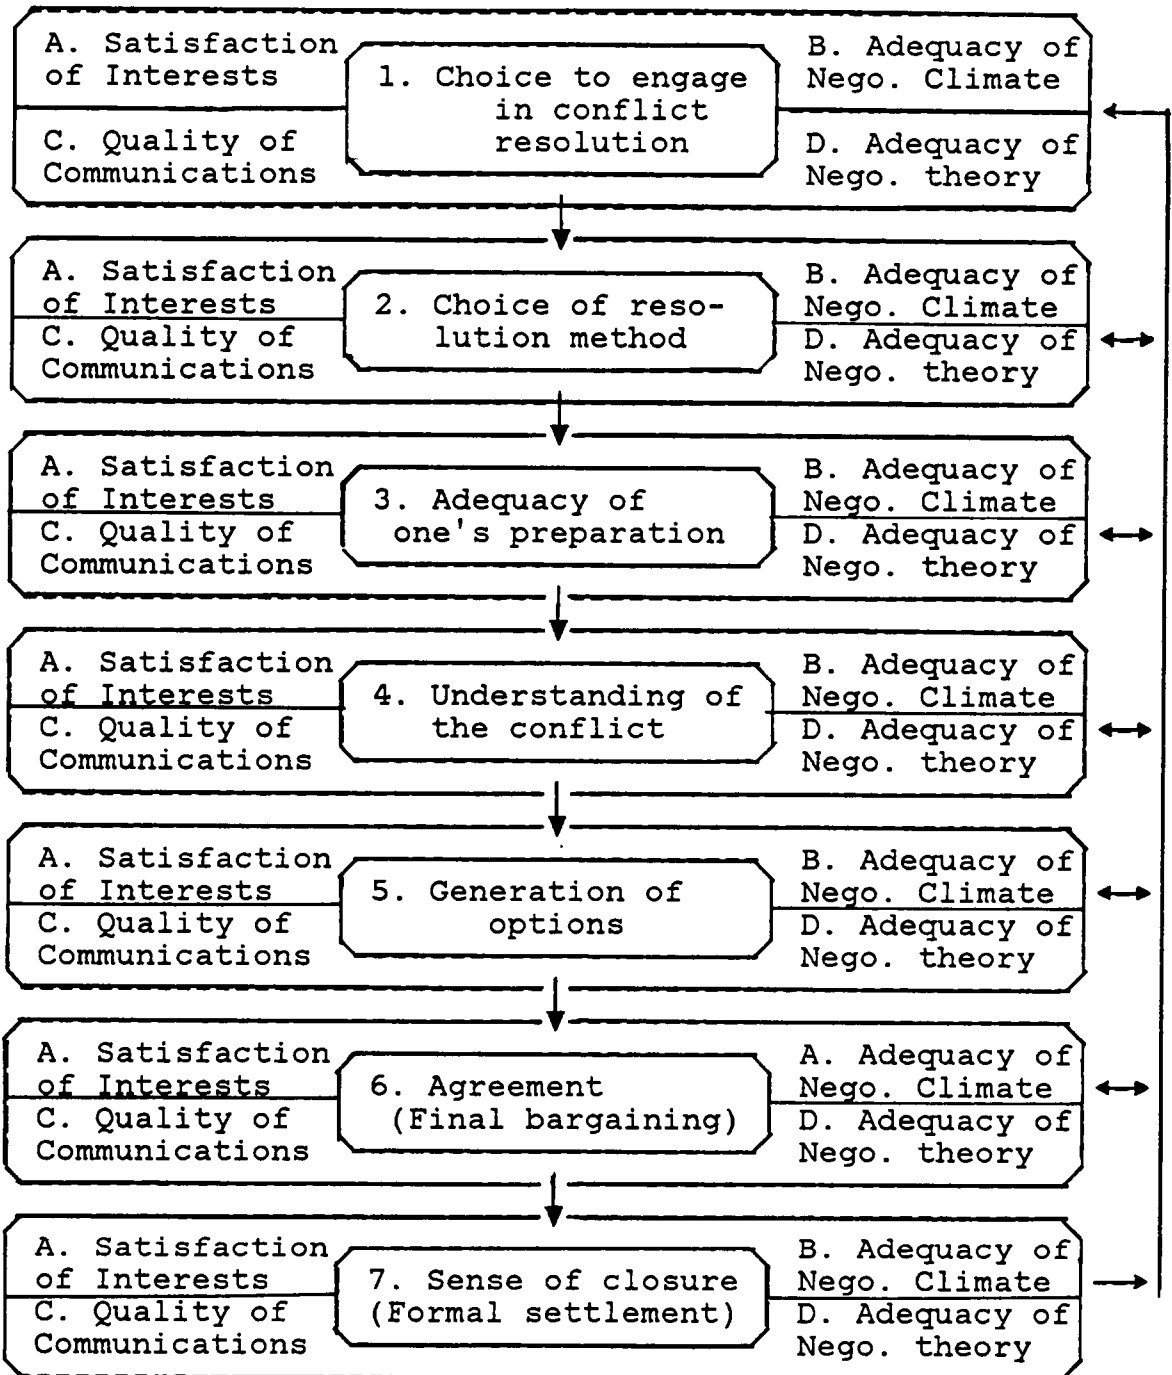 A. Satisfaction
of Interests
1. Choice to engage
in conflict
resolution
B. Adequacy of
Nego. Climate
C. Quality of
Communications
D. Adequacy of
Nego. theory
A. Satisfaction
of Interests
2. Choice of reso-
lution method
B. Adequacy of
Nego. Climate
C. Quality of
Communications
D. Adequacy of
Nego. theory
A. Satisfaction
of Interests
3. Adequacy of
one's preparation
B. Adequacy of
Nego. Climate
C. Quality of
Communications
D. Adequacy of
Nego. theory
A. Satisfaction
of Interests
4. Understanding of
the conflict
B. Adequacy of
Nego. Climate
C. Quality of
Communications
D. Adequacy of
Nego. theory
A. Satisfaction
of Interests
5. Generation of
options
B. Adequacy of
Nego. Climate
C. Quality of
Communications
D. Adequacy of
Nego. theory
A. Satisfaction
of Interests
6. Agreement
(Final bargaining)
A. Adequacy of
Nego. Climate
C. Quality of
Communications
D. Adequacy of
Nego. theory
A. Satisfaction
of Interests
7. Sense of closure
(Formal settlement)
B. Adequacy of
Nego. Climate
C. Quality of
Communications
D. Adequacy of
Nego. theory